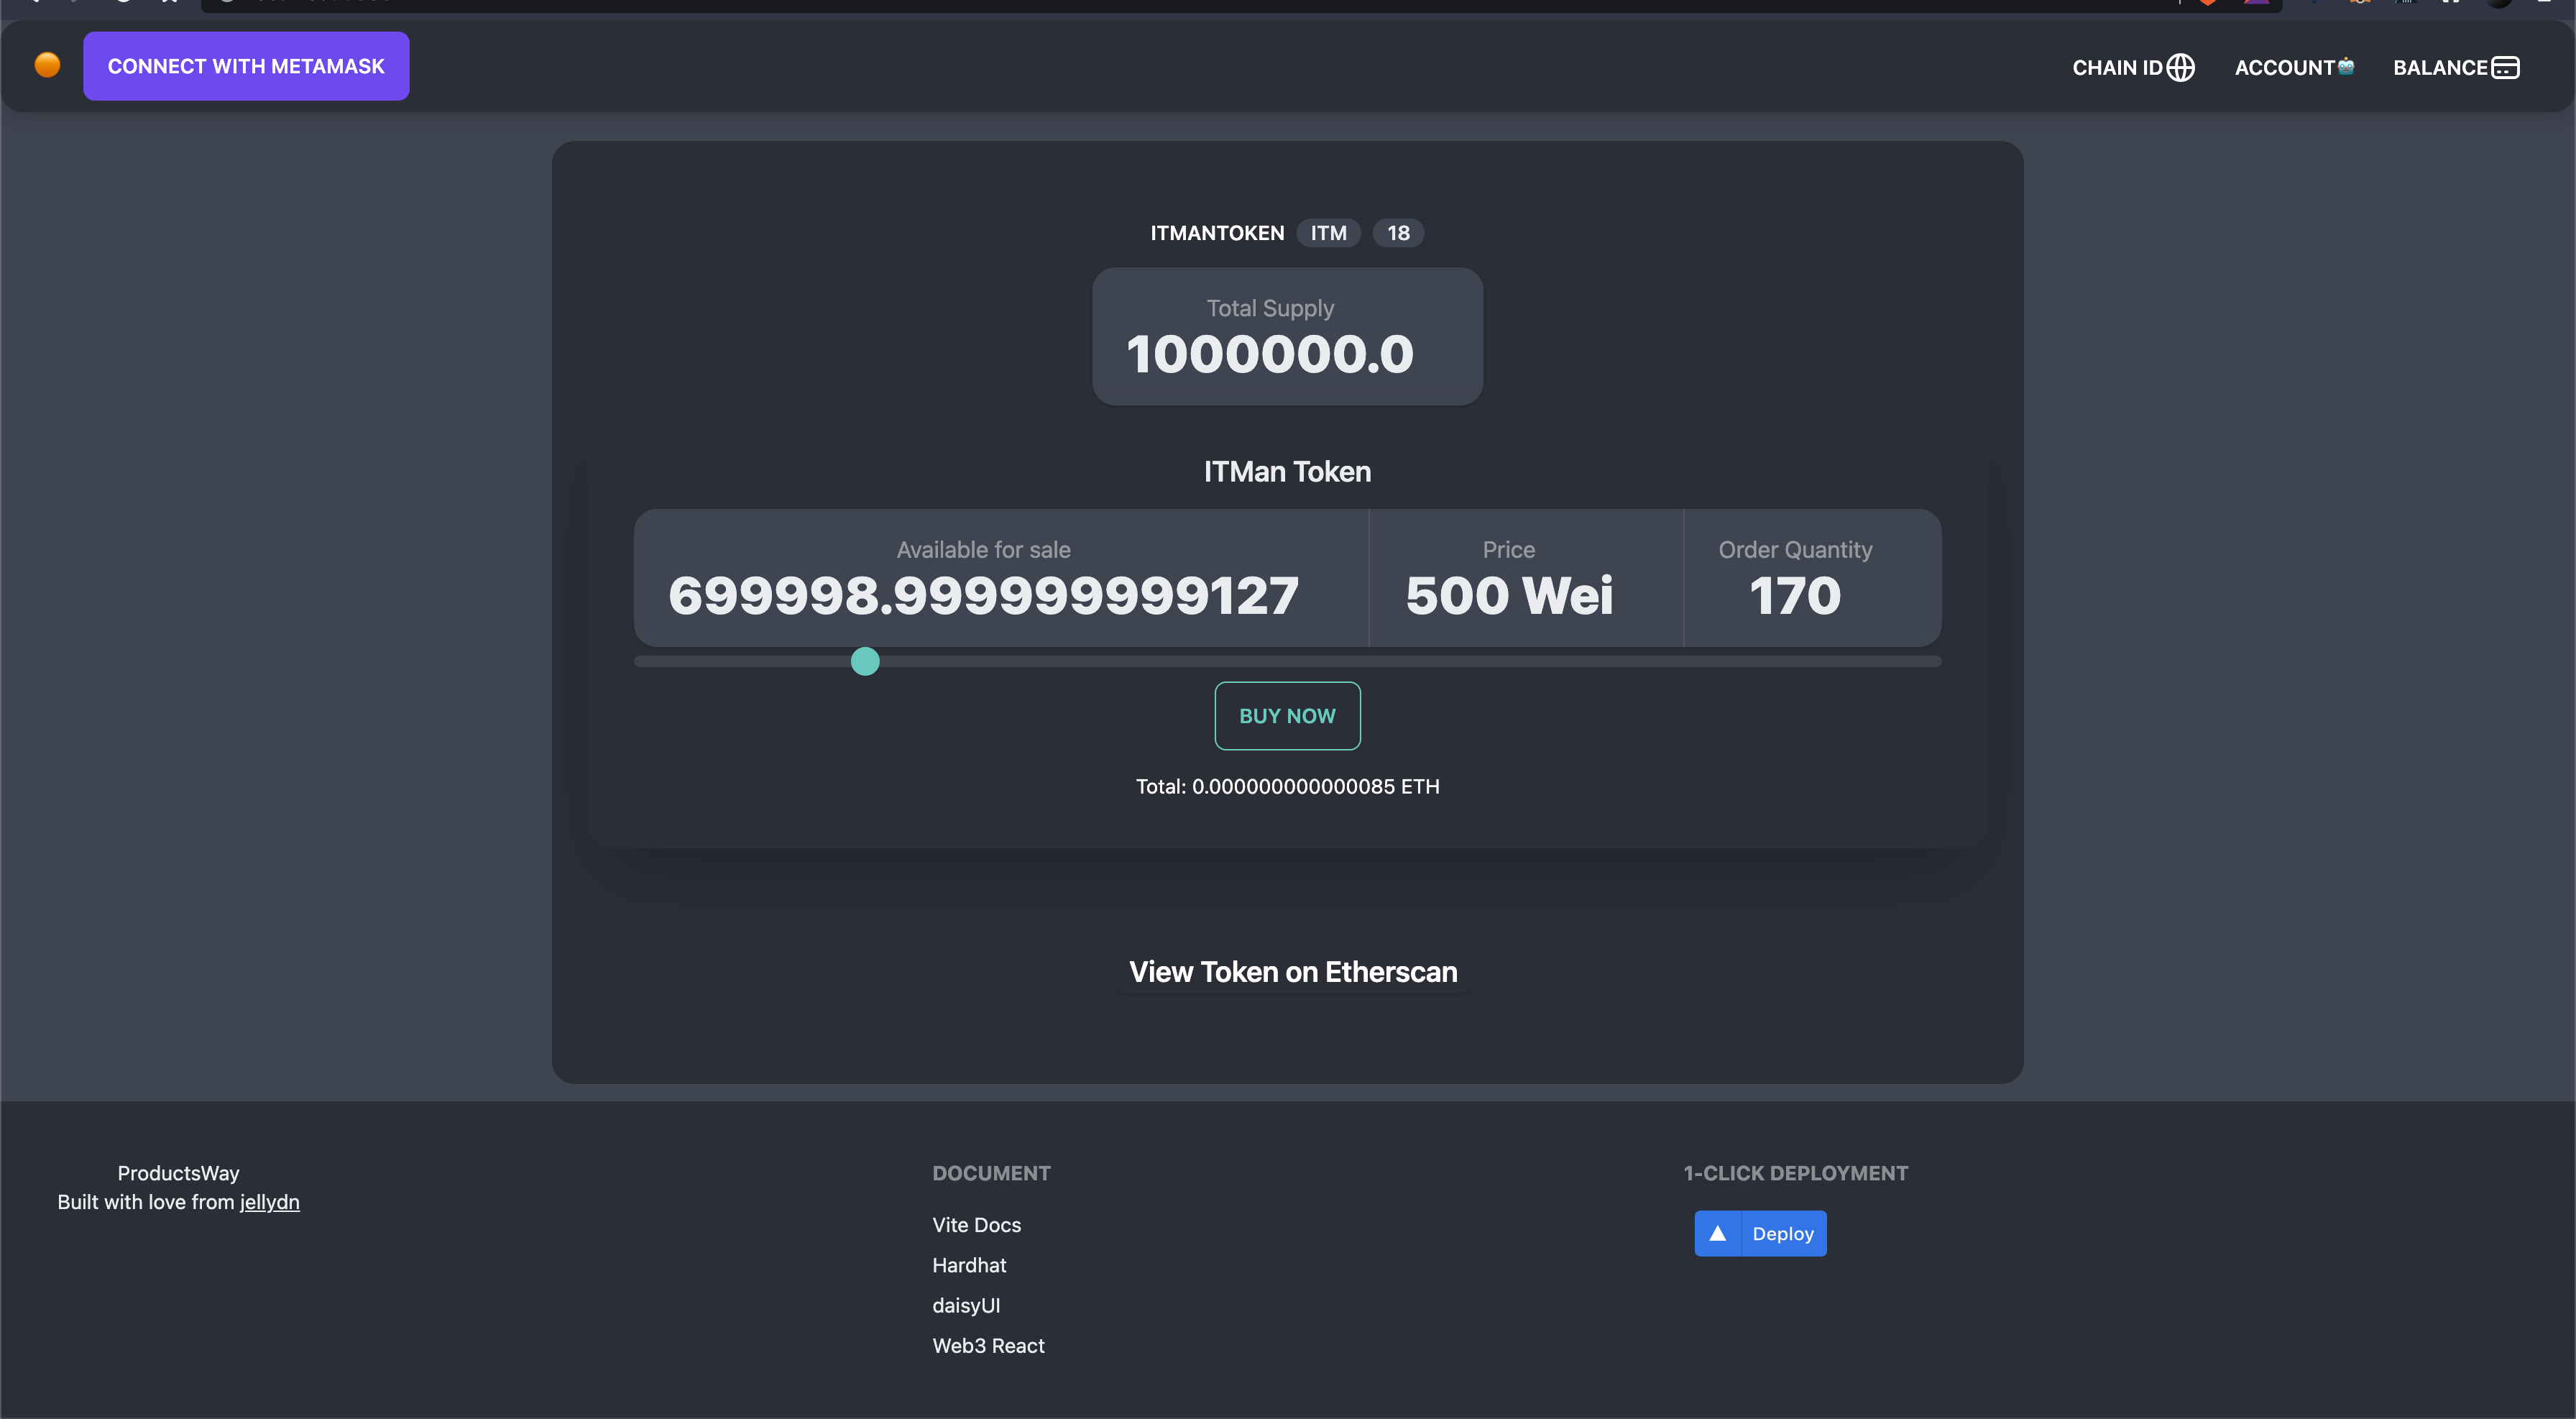 CONNECT WITH METAMASK
CHAIN ID
ACCOUNT
BALANCE
ITMANTOKEN ITM 18
Total Supply
1000000.0
ITMan Token
Available for sale
699998.999999999127
Price
500 Wei
Order Quantity
170
BUY NOW
Total: 0.000000000000085 ETH
View Token on Etherscan
ProductsWay
Built with love from jellydn
DOCUMENT
Vite Docs
Hardhat
daisyUI
Web3 React
1-CLICK DEPLOYMENT
Deploy